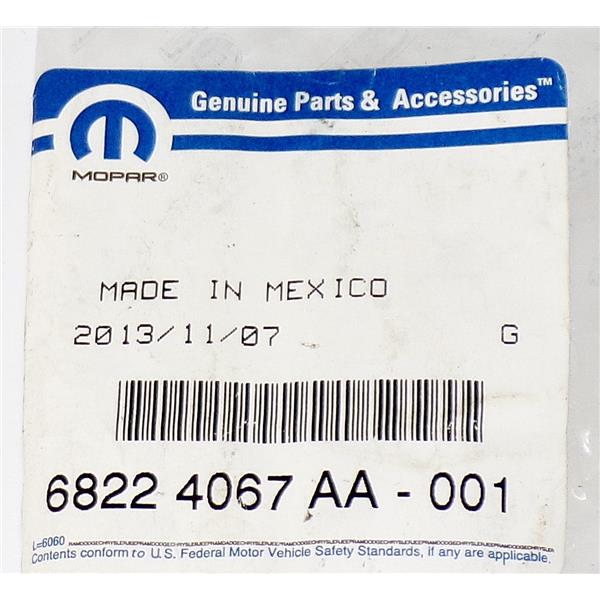 Genuine Parts & Accessories™
MOPAR®
MADE IN MEXICO
2013/11/07 G
6822 4067 AA - 001
L=6060
Contents conform to U.S. Federal Motor Vehicle Safety Standards, if any are applicable.